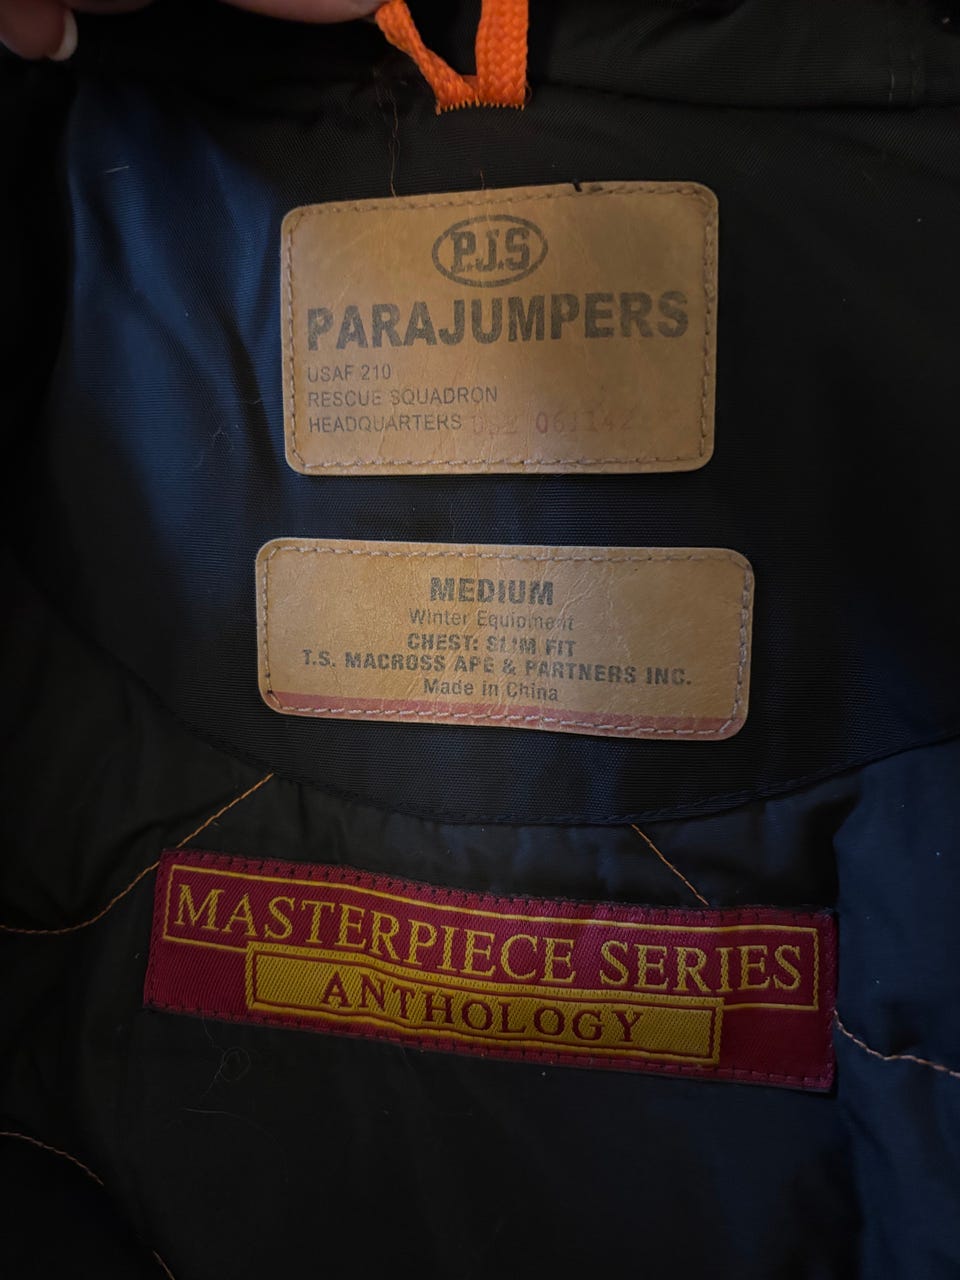 P.J.S
PARAJUMPERS
USAF 210
RESCUE SQUADRON
HEADQUARTERS
MEDIUM
Winter Equipment
CHEST: SLIM FIT
T.S. MACROSS APE & PARTNERS INC.
Made in China
MASTERPIECE SERIES
ANTHOLOGY